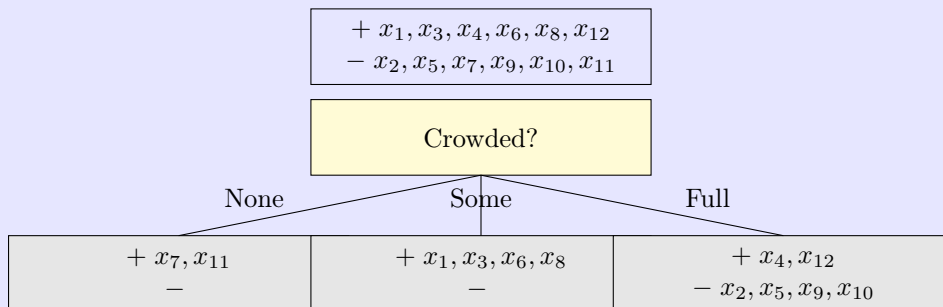 + x₁, x₃, x₄, x₆, x₈, x₁₂
− x₂, x₅, x₇, x₉, x₁₀, x₁₁
Crowded?
None Some Full
+ x₇, x₁₁
−
+ x₁, x₃, x₆, x₈
−
+ x₄, x₁₂
− x₂, x₅, x₉, x₁₀